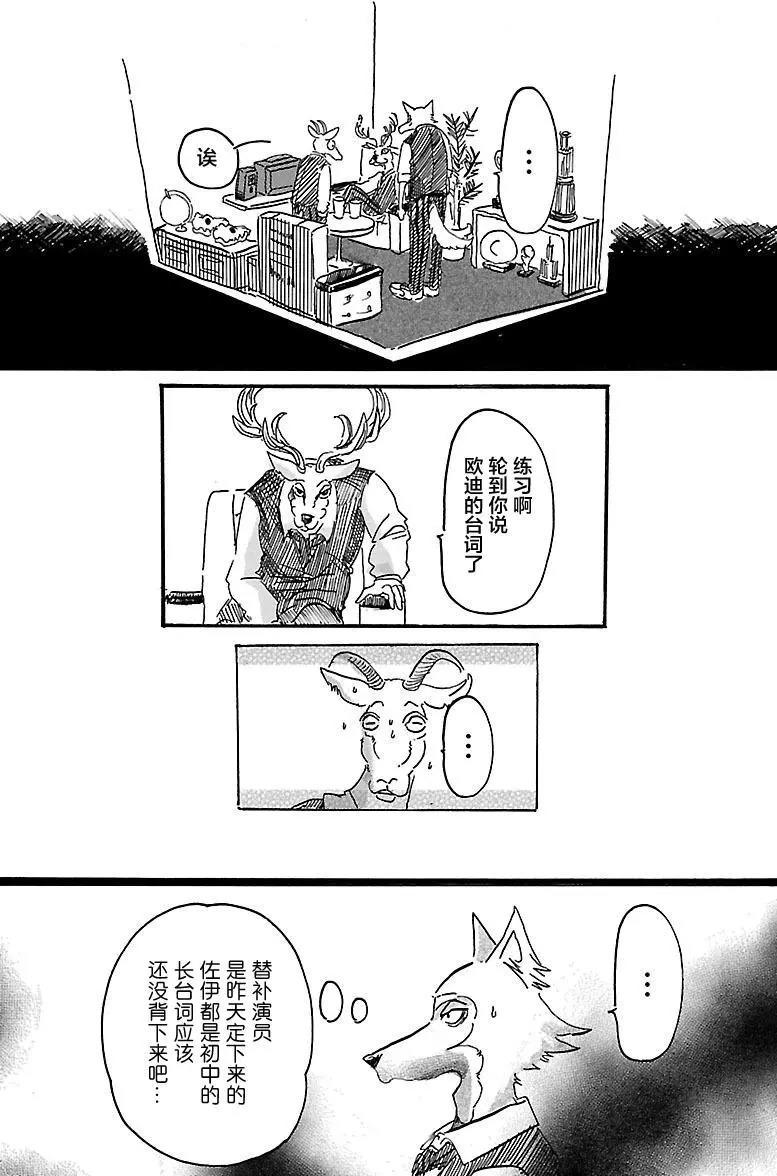 …
诶
练习啊
轮到你说
欧迪的台词了
…
…
替补演员
是昨天定下来的
佐伊都是初中的
长台词应该
还没背下来吧…